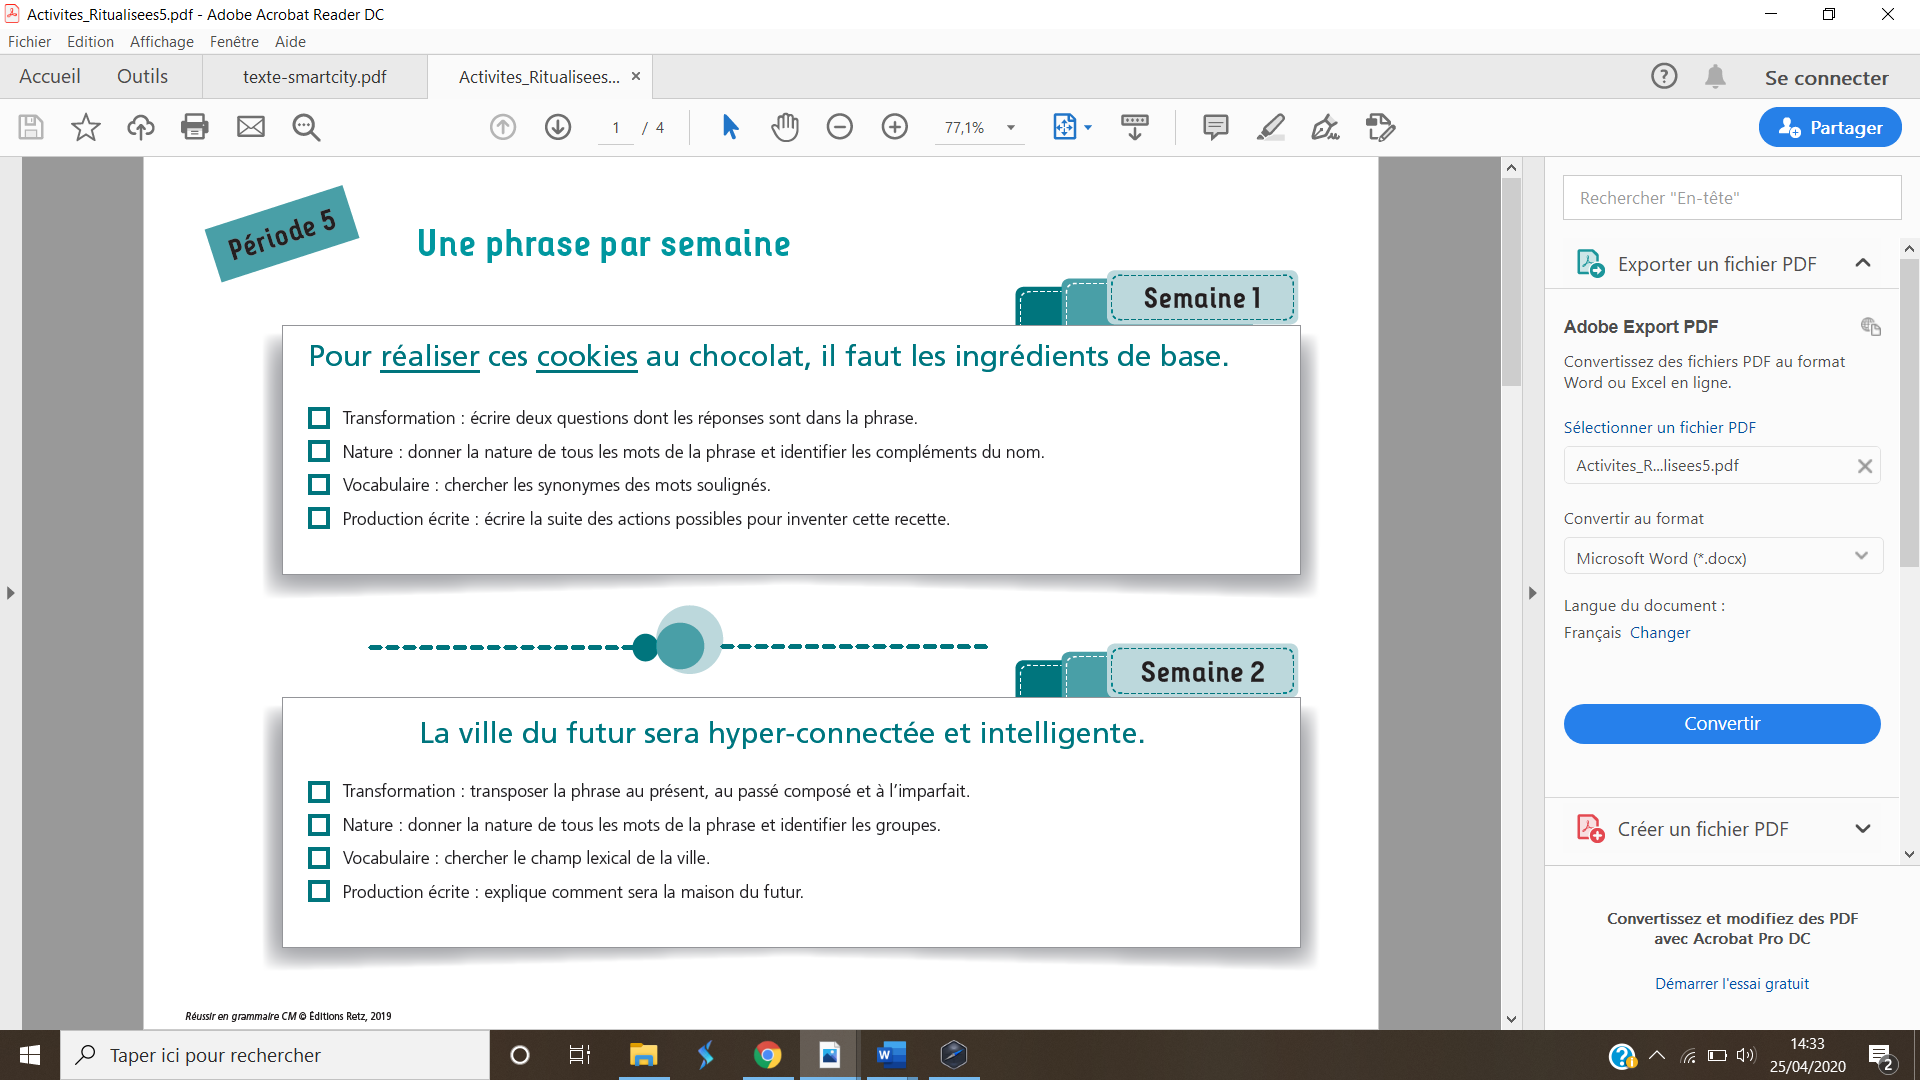 Activites_Ritualisees5.pdf - Adobe Acrobat Reader DC
Fichier Edition Affichage Fenêtre Aide
Accueil Outils texte-smartcity.pdf Activites_Ritualisees... × Se connecter
1 / 4 77,1% Partager
Période 5
Une phrase par semaine
Semaine 1
Pour réaliser ces cookies au chocolat, il faut les ingrédients de base.
Transformation : écrire deux questions dont les réponses sont dans la phrase.
Nature : donner la nature de tous les mots de la phrase et identifier les compléments du nom.
Vocabulaire : chercher les synonymes des mots soulignés.
Production écrite : écrire la suite des actions possibles pour inventer cette recette.
Semaine 2
La ville du futur sera hyper-connectée et intelligente.
Transformation : transposer la phrase au présent, au passé composé et à l'imparfait.
Nature : donner la nature de tous les mots de la phrase et identifier les groupes.
Vocabulaire : chercher le champ lexical de la ville.
Production écrite : explique comment sera la maison du futur.
Réussir en grammaire CM © Éditions Retz, 2019
Rechercher "En-tête"
Exporter un fichier PDF
Adobe Export PDF
Convertissez des fichiers PDF au format
Word ou Excel en ligne.
Sélectionner un fichier PDF
Activites_R...lisees5.pdf
Convertir au format
Microsoft Word (*.docx)
Langue du document :
Français Changer
Convertir
Créer un fichier PDF
Convertissez et modifiez des PDF
avec Acrobat Pro DC
Démarrer l'essai gratuit
Taper ici pour rechercher
14:33
25/04/2020
2